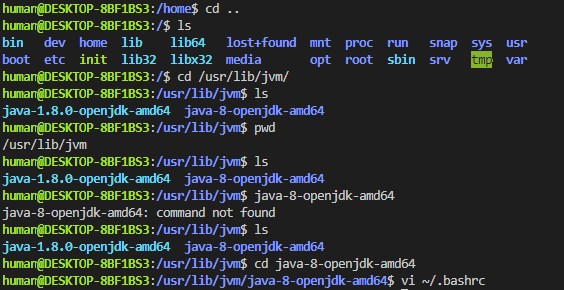 human@DESKTOP-8BF1BS3:/home$ cd ..
human@DESKTOP-8BF1BS3:/$ ls
bin   dev  home  lib    lib64   lost+found  mnt  proc  run   snap  sys  usr
boot  etc  init  lib32  libx32  media       opt  root  sbin  srv   tmp  var
human@DESKTOP-8BF1BS3:/$ cd /usr/lib/jvm/
human@DESKTOP-8BF1BS3:/usr/lib/jvm$ ls
java-1.8.0-openjdk-amd64  java-8-openjdk-amd64
human@DESKTOP-8BF1BS3:/usr/lib/jvm$ pwd
/usr/lib/jvm
human@DESKTOP-8BF1BS3:/usr/lib/jvm$ ls
java-1.8.0-openjdk-amd64  java-8-openjdk-amd64
human@DESKTOP-8BF1BS3:/usr/lib/jvm$ java-8-openjdk-amd64
java-8-openjdk-amd64: command not found
human@DESKTOP-8BF1BS3:/usr/lib/jvm$ ls
java-1.8.0-openjdk-amd64  java-8-openjdk-amd64
human@DESKTOP-8BF1BS3:/usr/lib/jvm$ cd java-8-openjdk-amd64
human@DESKTOP-8BF1BS3:/usr/lib/jvm/java-8-openjdk-amd64$ vi ~/.bashrc